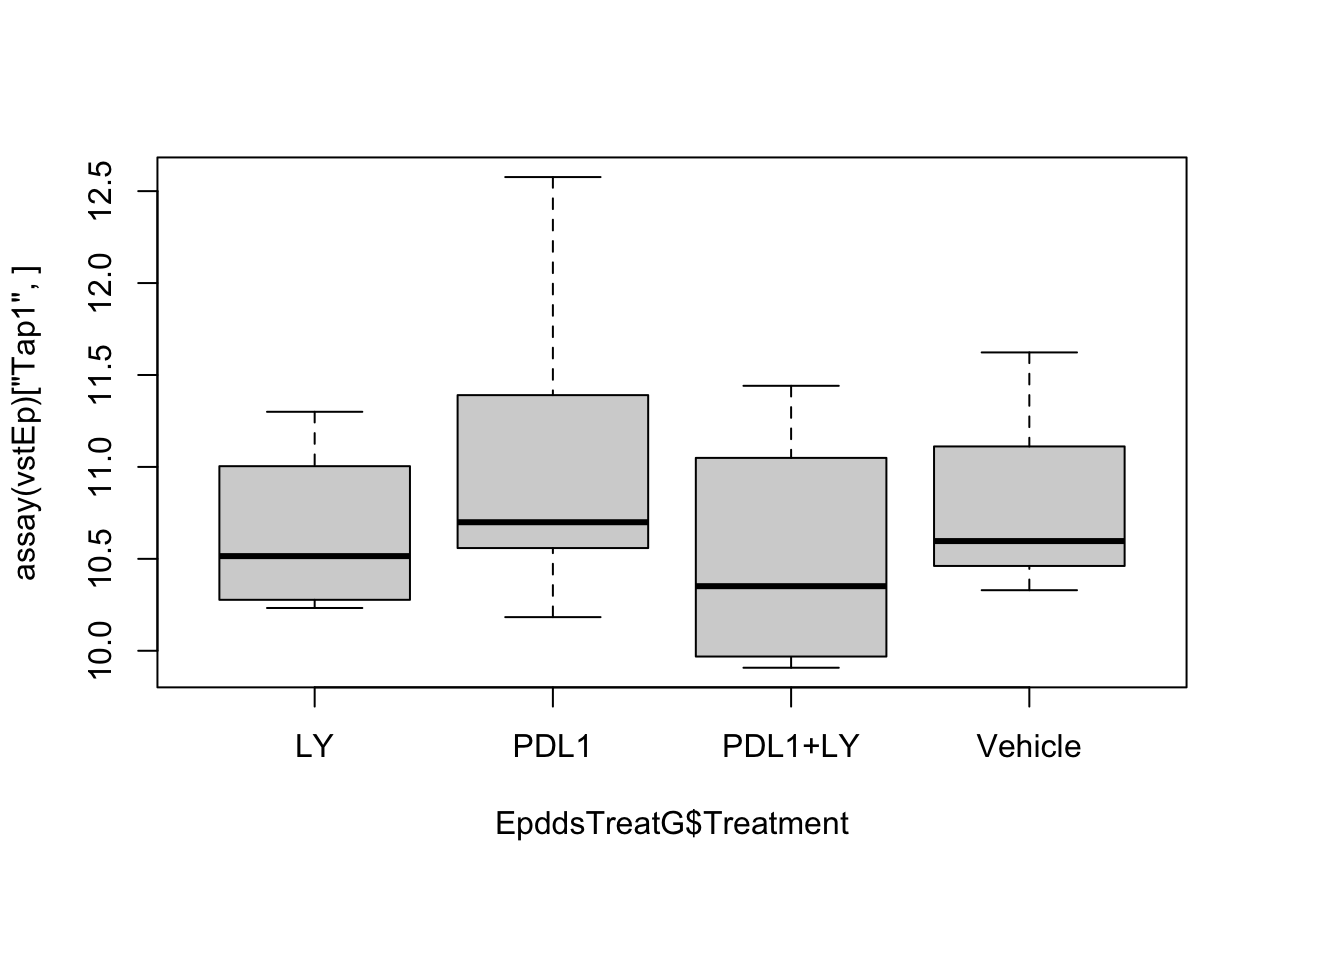 assay(vstEp)["Tap1", ]
12.5
12.0
11.5
11.0
10.5
10.0
LY PDL1 PDL1+LY Vehicle
EpddsTreatG$Treatment